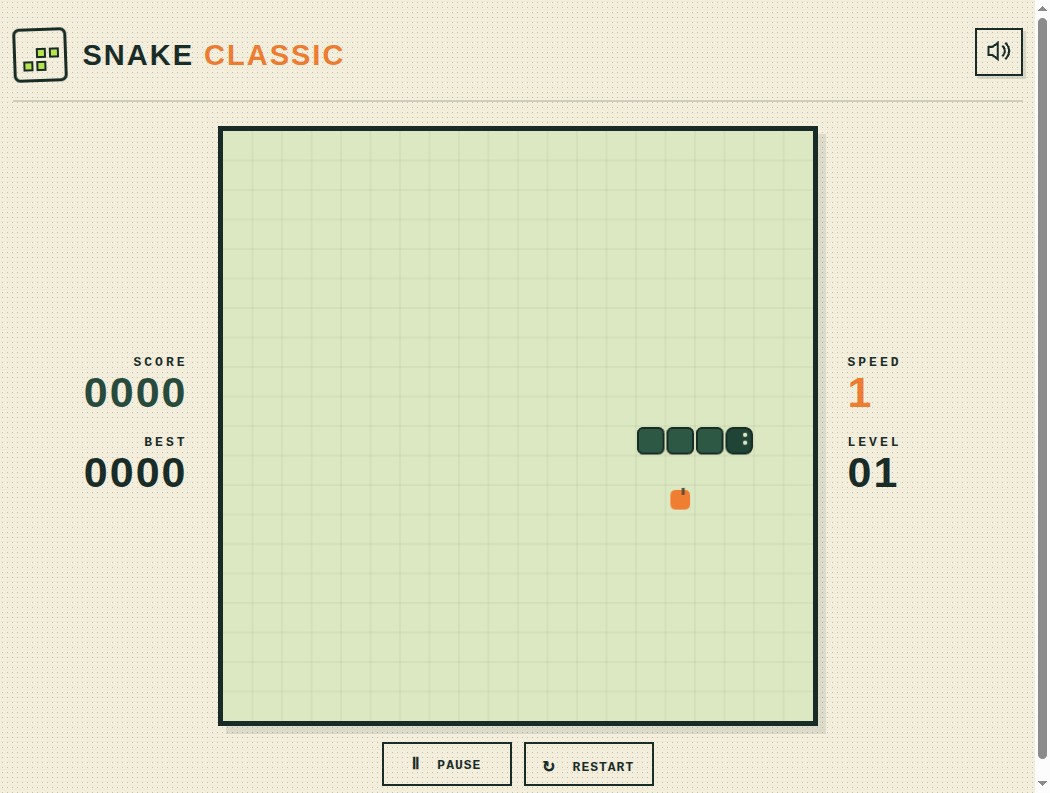 SNAKE CLASSIC
SCORE
0000
BEST
0000
SPEED
1
LEVEL
01
PAUSE
RESTART